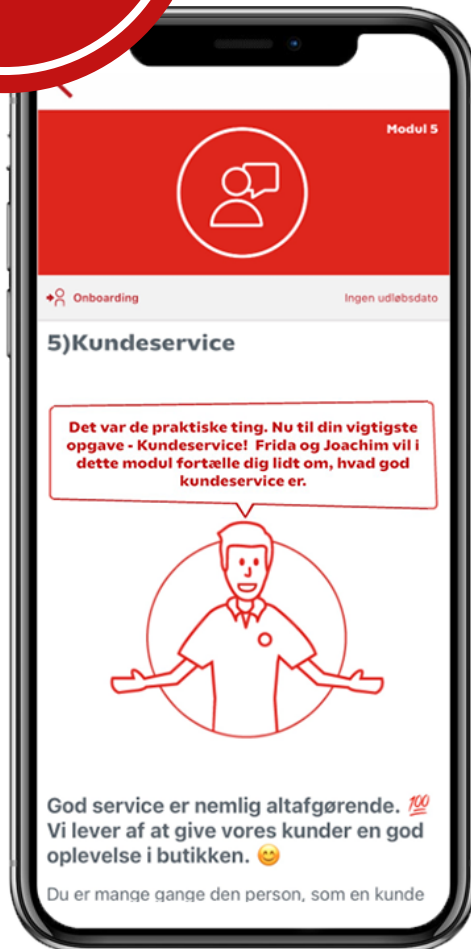 Modul 5
Onboarding
Ingen udløbsdato
5)Kundeservice
Det var de praktiske ting. Nu til din vigtigste
opgave - Kundeservice! Frida og Joachim vil i
dette modul fortælle dig lidt om, hvad god
kundeservice er.
God service er nemlig altafgørende. 💯
Vi lever af at give vores kunder en god
oplevelse i butikken. 😊
Du er mange gange den person, som en kunde